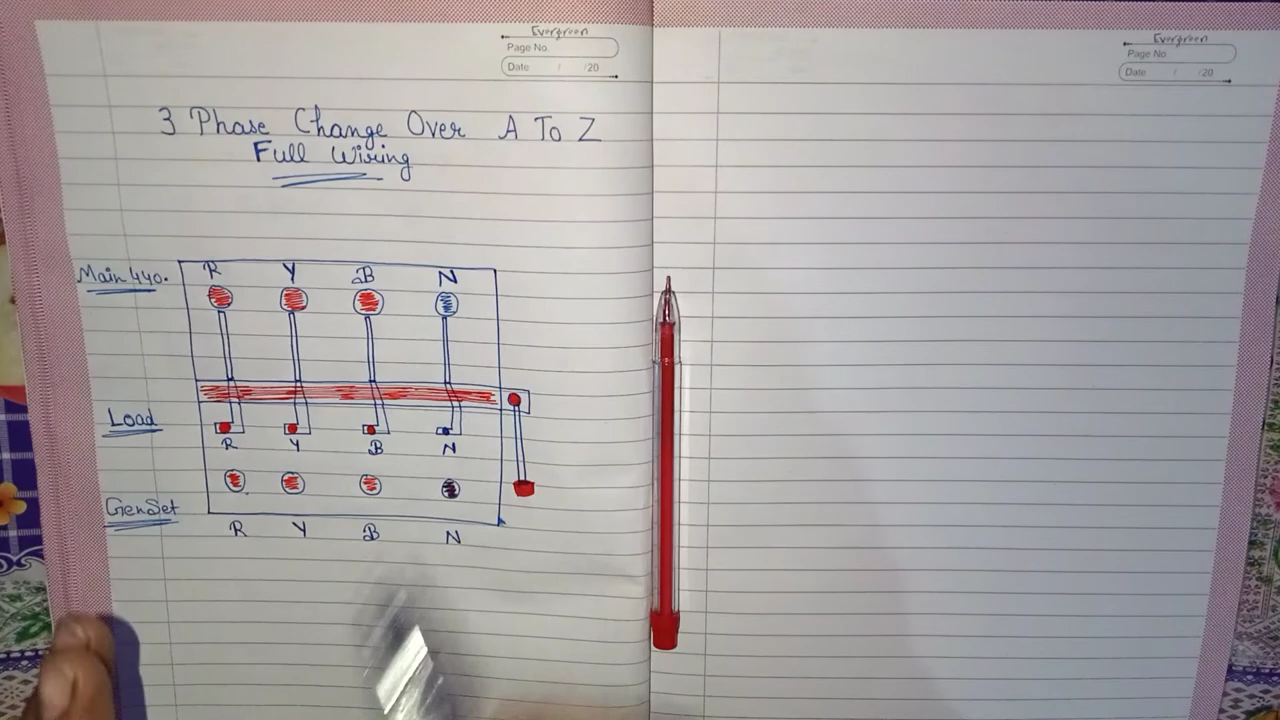 Evergreen
Page No
Date / /20
Evergreen
Page No
Date / /20
3 Phase Change Over A To Z
Full Wiring
Main 440.
R Y B N
Load
R Y B N
GenSet
R Y B N